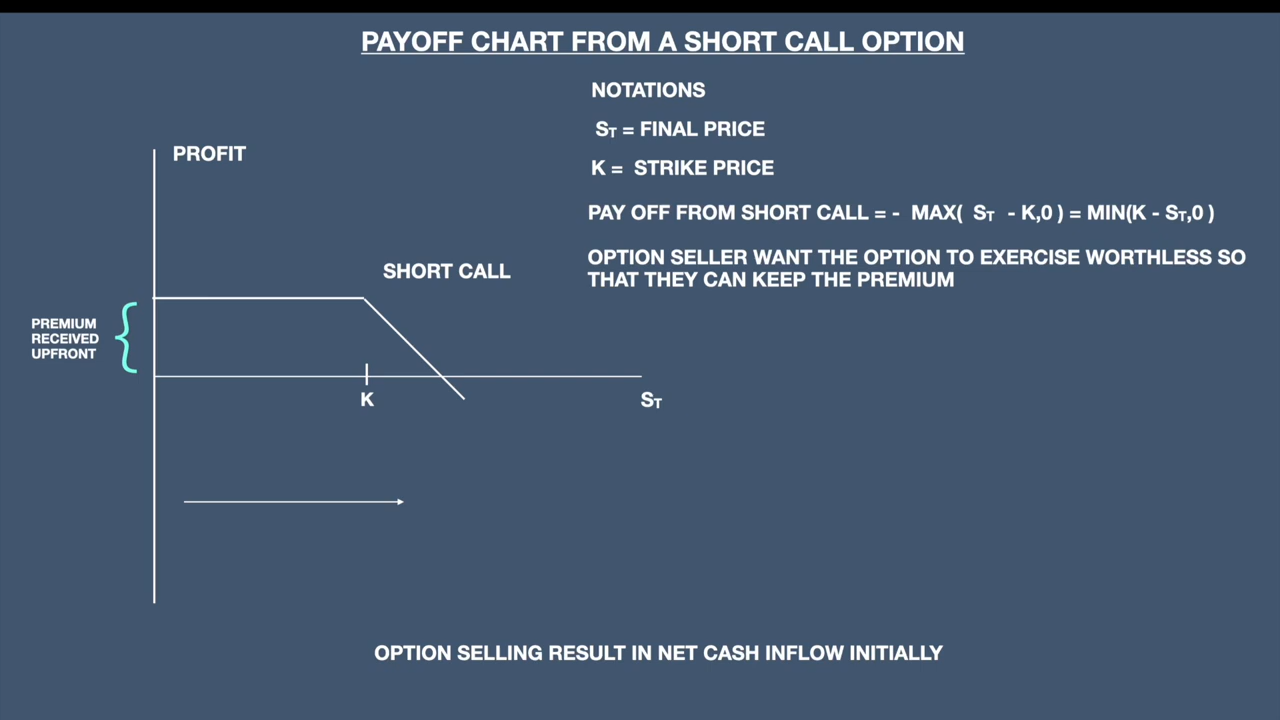 PAYOFF CHART FROM A SHORT CALL OPTION
NOTATIONS
ST = FINAL PRICE
K = STRIKE PRICE
PAY OFF FROM SHORT CALL = - MAX( ST - K,0 ) = MIN(K - ST,0 )
OPTION SELLER WANT THE OPTION TO EXERCISE WORTHLESS SO
THAT THEY CAN KEEP THE PREMIUM
PROFIT
SHORT CALL
PREMIUM
RECEIVED
UPFRONT
K
ST
OPTION SELLING RESULT IN NET CASH INFLOW INITIALLY